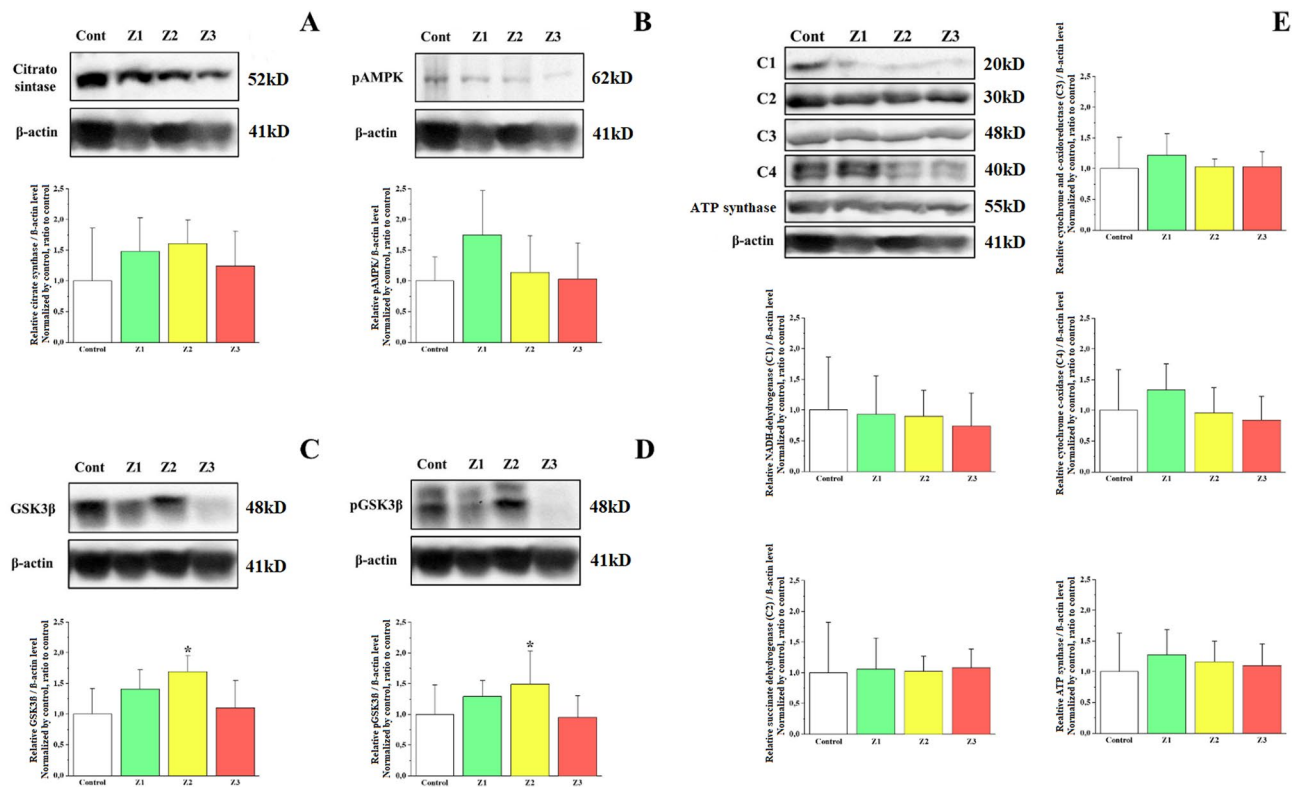 A
Cont Z1 Z2 Z3
Citrato
sintase
52kD
β-actin
41kD
Relative citrate synthase / ß-actin level
Normalized by control, ratio to control
2,5
2,0
1,5
1,0
0,5
0,0
Control Z1 Z2 Z3
B
Cont Z1 Z2 Z3
pAMPK
62kD
β-actin
41kD
Relative pAMPK/ ß-actin level
Normalized by control, ratio to control
2,5
2,0
1,5
1,0
0,5
0,0
Control Z1 Z2 Z3
C
Cont Z1 Z2 Z3
GSK3β
48kD
β-actin
41kD
Relative GSK3ß / ß-actin level
Normalized by control, ratio to control
2,5
2,0
1,5
1,0
0,5
0,0
*
Control Z1 Z2 Z3
D
Cont Z1 Z2 Z3
pGSK3β
48kD
β-actin
41kD
Relative pGSK3ß / ß-actin level
Normalized by control, ratio to control
2,5
2,0
1,5
1,0
0,5
0,0
*
Control Z1 Z2 Z3
E
Cont Z1 Z2 Z3
C1 20kD
C2 30kD
C3 48kD
C4 40kD
ATP synthase 55kD
β-actin 41kD
Realtive cytochrome and c-oxidoreductase (C3) / ß-actin level
Normalized by control, ratio to control
2,5
2,0
1,5
1,0
0,5
0,0
Control Z1 Z2 Z3
Relative NADH-dehydrogenase (C1) / ß-actin level
Normalized by control, ratio to control
2,5
2,0
1,5
1,0
0,5
0,0
Control Z1 Z2 Z3
Realtive cytochrome c-oxidase (C4) / ß-actin level
Normalized by control, ratio to control
2,5
2,0
1,5
1,0
0,5
0,0
Control Z1 Z2 Z3
Relative succinate dehydrogenase (C2) / ß-actin level
Normalized by control, ratio to control
2,5
2,0
1,5
1,0
0,5
0,0
Control Z1 Z2 Z3
Realtive ATP synthase / ß-actin level
Normalized by control, ratio to control
2,5
2,0
1,5
1,0
0,5
0,0
Control Z1 Z2 Z3